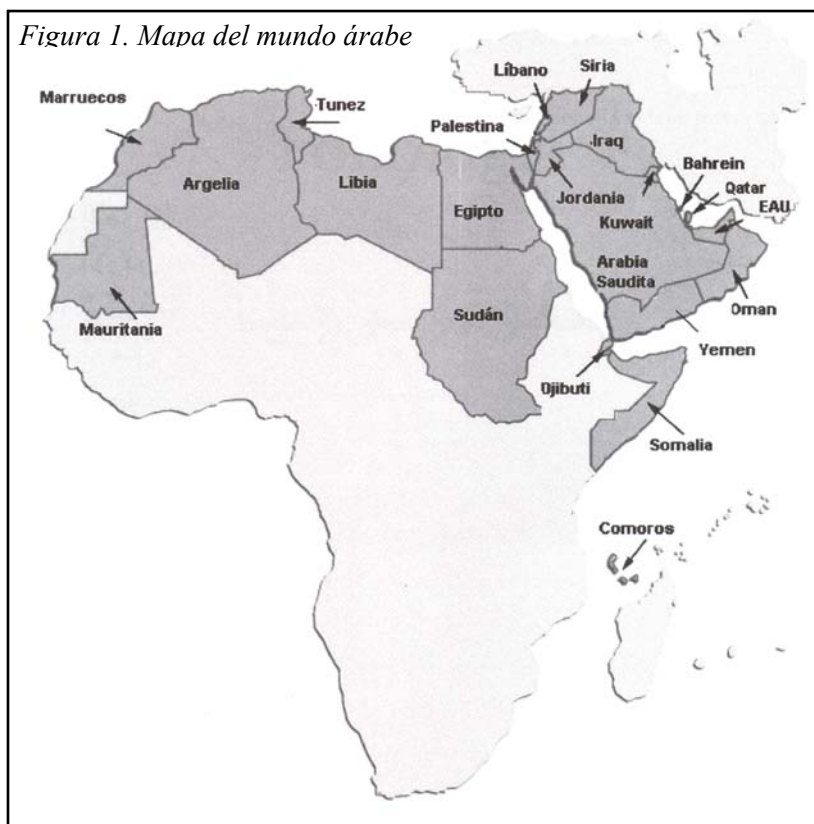 Figura 1. Mapa del mundo árabe
Siria
Líbano
Marruecos
Tunez
Palestina
Iraq
Bahrein
Qatar
Argelia
Libia
Jordania
EAU
Egipto
Kuwait
Arabia
Saudita
Oman
Sudán
Mauritania
Yemen
Djibuti
Somalia
Comoros